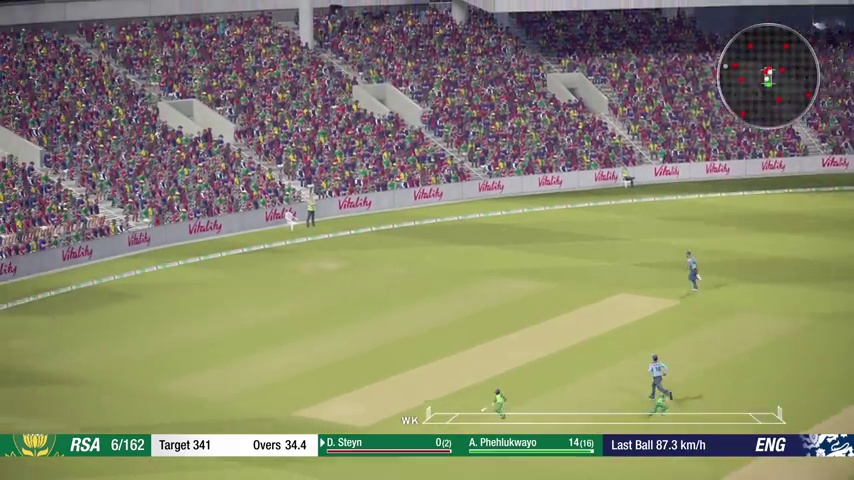 Vitality Vitality Vitality Vitality Vitality Vitality
Vitality Vitality Vitality Vitality Vitality Vitality Vitality
WK
RSA 6/162 Target 341 Overs 34.4 D. Steyn 0(2) A. Phehlukwayo 14(16) Last Ball 87.3 km/h ENG